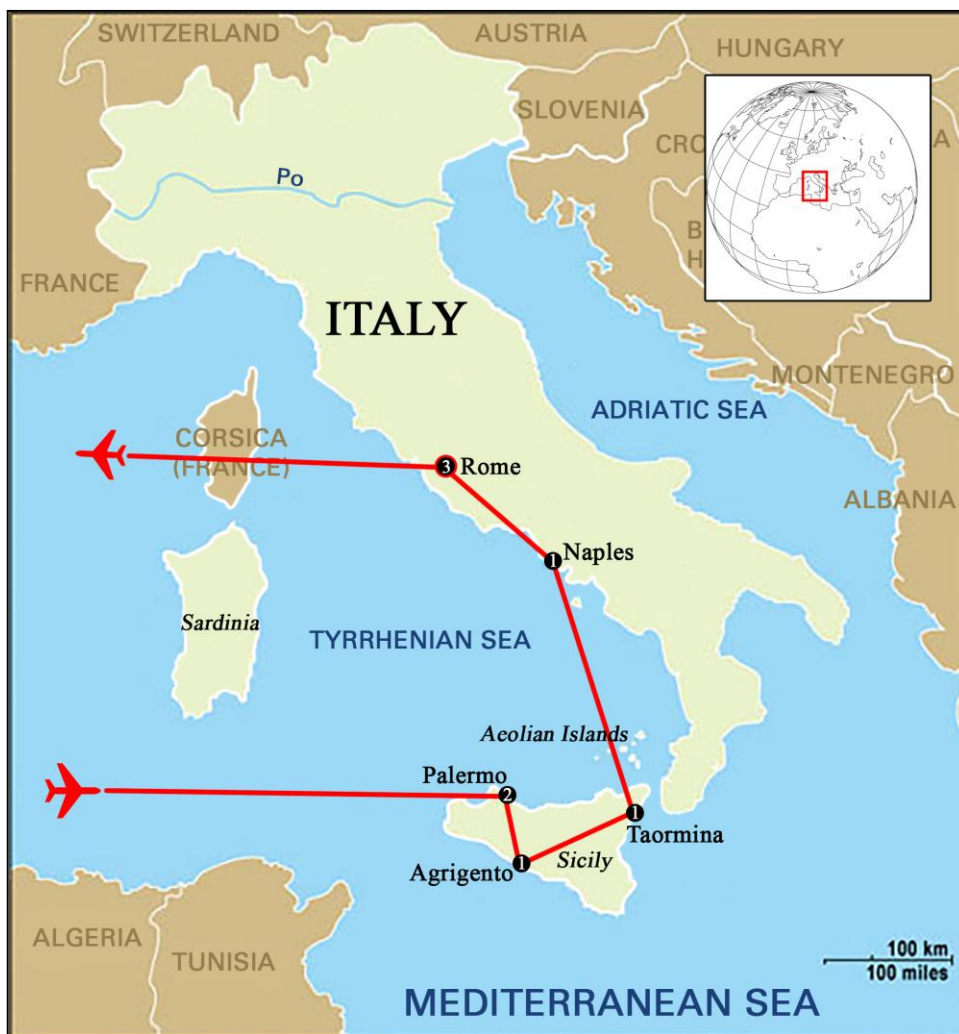 SWITZERLAND
AUSTRIA
HUNGARY
SLOVENIA
CRO
A
Po
B
H
FRANCE
ITALY
MONTENEGRO
ADRIATIC SEA
CORSICA
(FRANCE)
3 Rome
ALBANIA
1 Naples
Sardinia
TYRRHENIAN SEA
Aeolian Islands
Palermo
2
1
Taormina
Agrigento 1
Sicily
ALGERIA
TUNISIA
100 km
100 miles
MEDITERRANEAN SEA